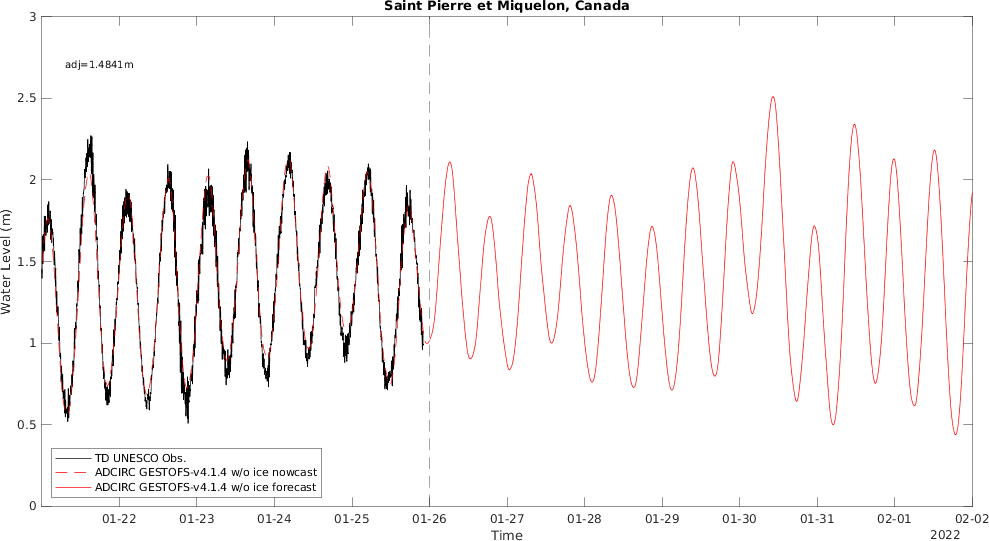 Saint Pierre et Miquelon, Canada
3
adj=1.4841m
2.5
2
1.5
1
0.5
0
Water Level (m)
TD UNESCO Obs.
ADCIRC GESTOFS-v4.1.4 w/o ice nowcast
ADCIRC GESTOFS-v4.1.4 w/o ice forecast
01-22 01-23 01-24 01-25 01-26 01-27 01-28 01-29 01-30 01-31 02-01 02-02
Time
2022